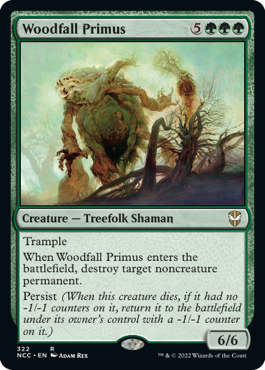 Woodfall Primus 5
Creature — Treefolk Shaman
Trample
When Woodfall Primus enters the
battlefield, destroy target noncreature
permanent.
Persist (When this creature dies, if it had no
-1/-1 counters on it, return it to the battlefield
under its owner's control with a -1/-1 counter
on it.)
6/6
322 R
NCC • EN Adam Rex ™ & © 2022 Wizards of the Coast